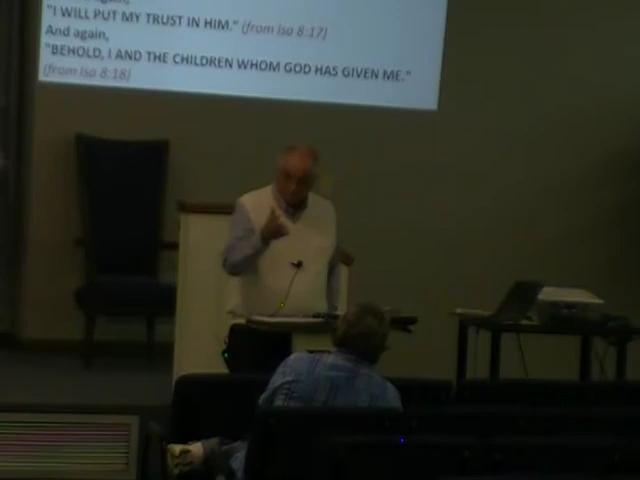 "I WILL PUT MY TRUST IN HIM." (from Isa 8:17)
And again,
"BEHOLD, I AND THE CHILDREN WHOM GOD HAS GIVEN ME."
(from Isa 8:18)